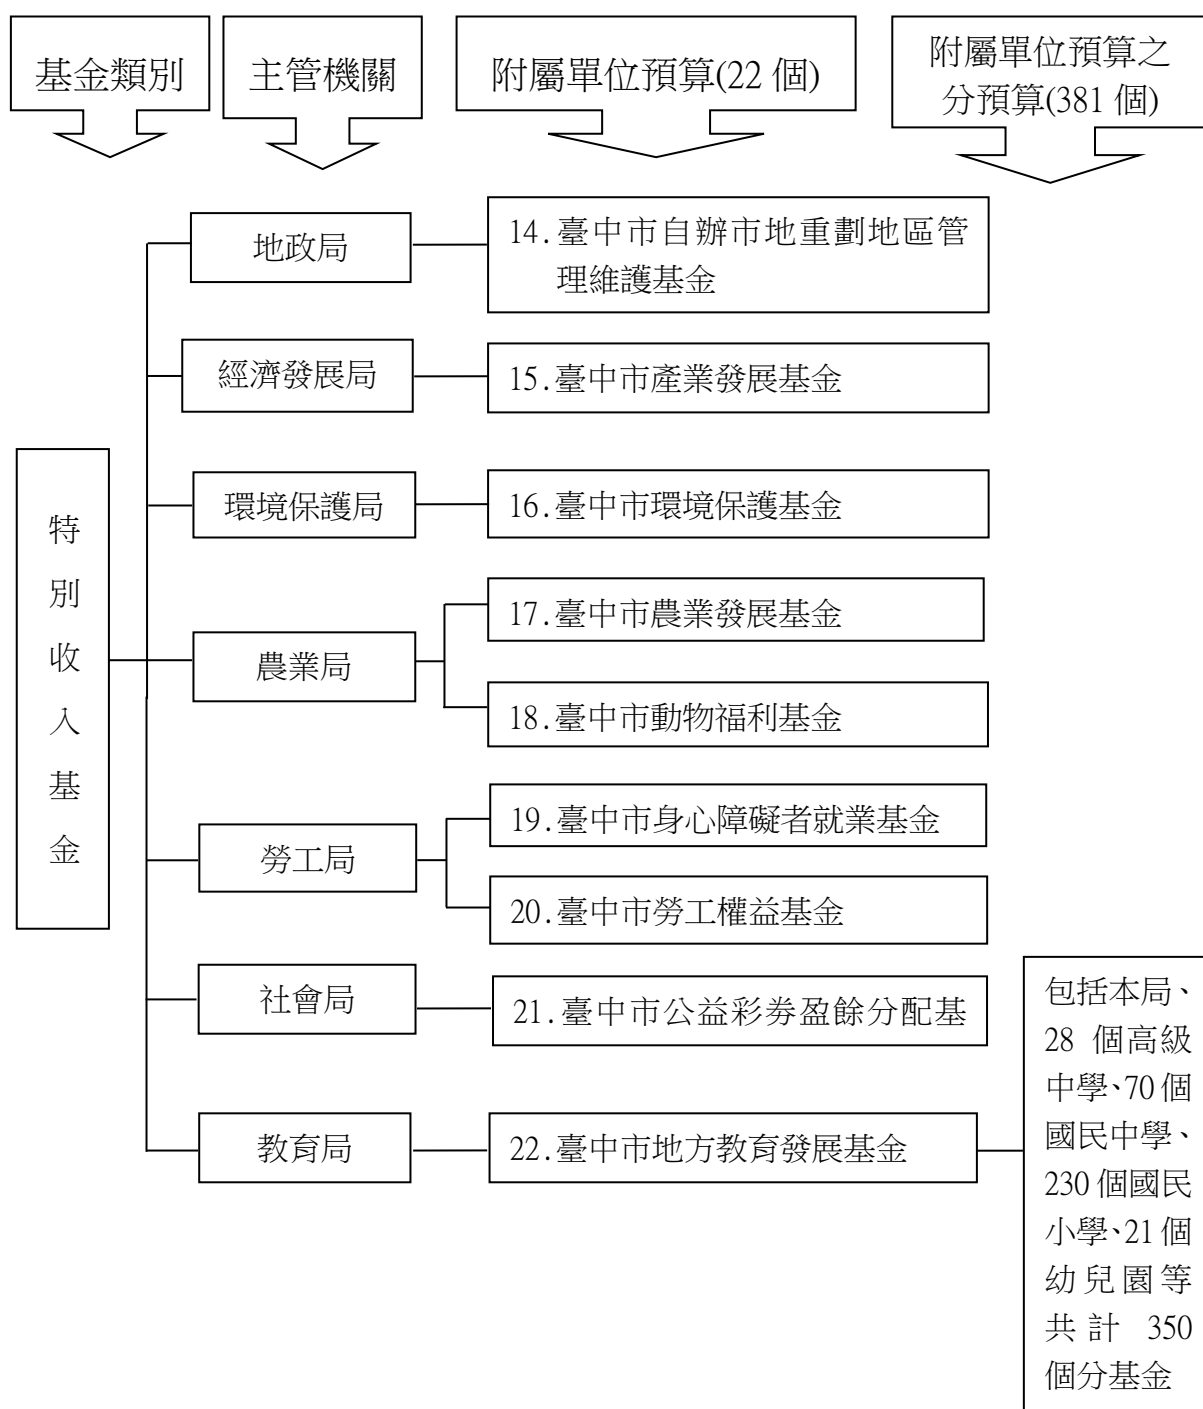 基金類別
主管機關
附屬單位預算(22 個)
附屬單位預算之
分預算(381 個)
特
別
收
入
基
金
地政局
14.臺中市自辦市地重劃地區管
理維護基金
經濟發展局
15.臺中市產業發展基金
環境保護局
16.臺中市環境保護基金
農業局
17.臺中市農業發展基金
18.臺中市動物福利基金
勞工局
19.臺中市身心障礙者就業基金
20.臺中市勞工權益基金
社會局
21.臺中市公益彩券盈餘分配基
教育局
22.臺中市地方教育發展基金
包括本局、
28 個高級
中學、70 個
國民中學、
230 個國民
小學、21 個
幼兒園等
共計 350
個分基金